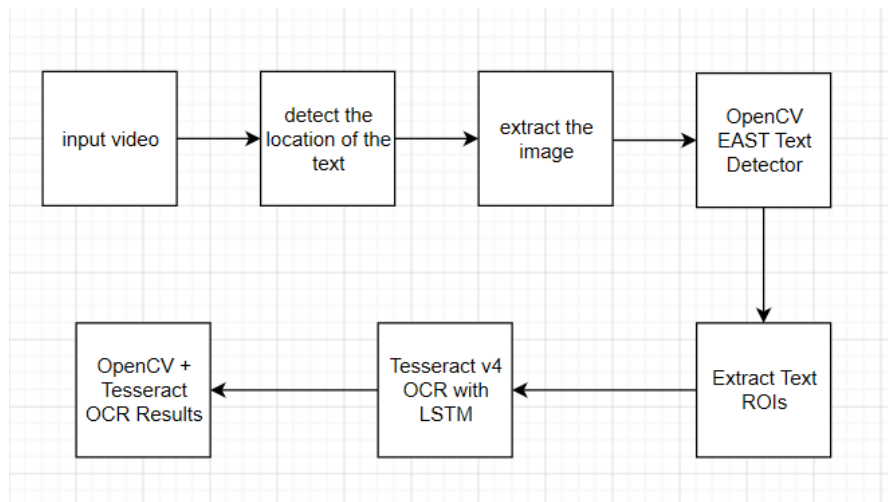 input video
detect the
location of the
text
extract the
image
OpenCV
EAST Text
Detector
Extract Text
ROIs
Tesseract v4
OCR with
LSTM
OpenCV +
Tesseract
OCR Results